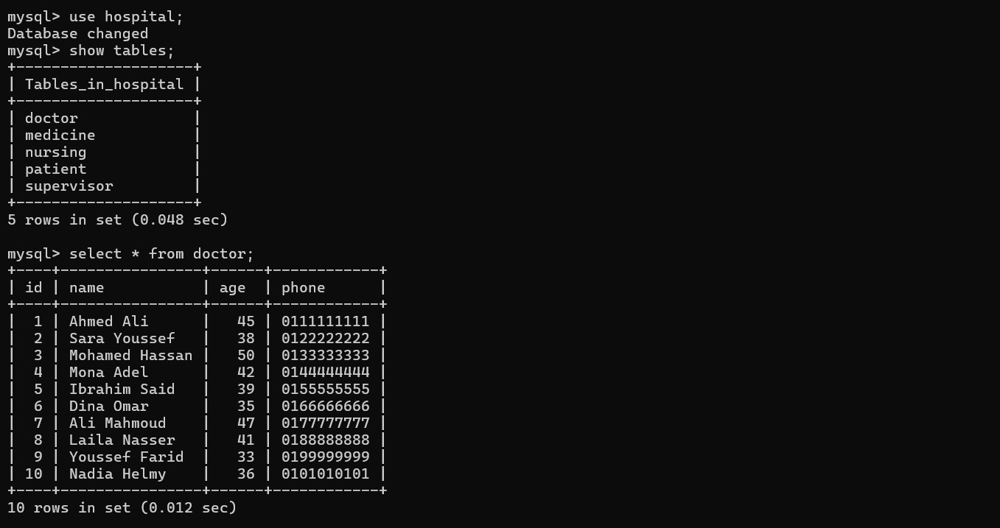 mysql> use hospital;
Database changed
mysql> show tables;
+--------------------+
| Tables_in_hospital |
+--------------------+
| doctor             |
| medicine           |
| nursing            |
| patient            |
| supervisor         |
+--------------------+
5 rows in set (0.048 sec)

mysql> select * from doctor;
+----+----------------+------+------------+
| id | name           | age  | phone      |
+----+----------------+------+------------+
|  1 | Ahmed Ali      |   45 | 0111111111 |
|  2 | Sara Youssef   |   38 | 0122222222 |
|  3 | Mohamed Hassan |   50 | 0133333333 |
|  4 | Mona Adel      |   42 | 0144444444 |
|  5 | Ibrahim Said   |   39 | 0155555555 |
|  6 | Dina Omar      |   35 | 0166666666 |
|  7 | Ali Mahmoud    |   47 | 0177777777 |
|  8 | Laila Nasser   |   41 | 0188888888 |
|  9 | Youssef Farid  |   33 | 0199999999 |
| 10 | Nadia Helmy    |   36 | 0101010101 |
+----+----------------+------+------------+
10 rows in set (0.012 sec)